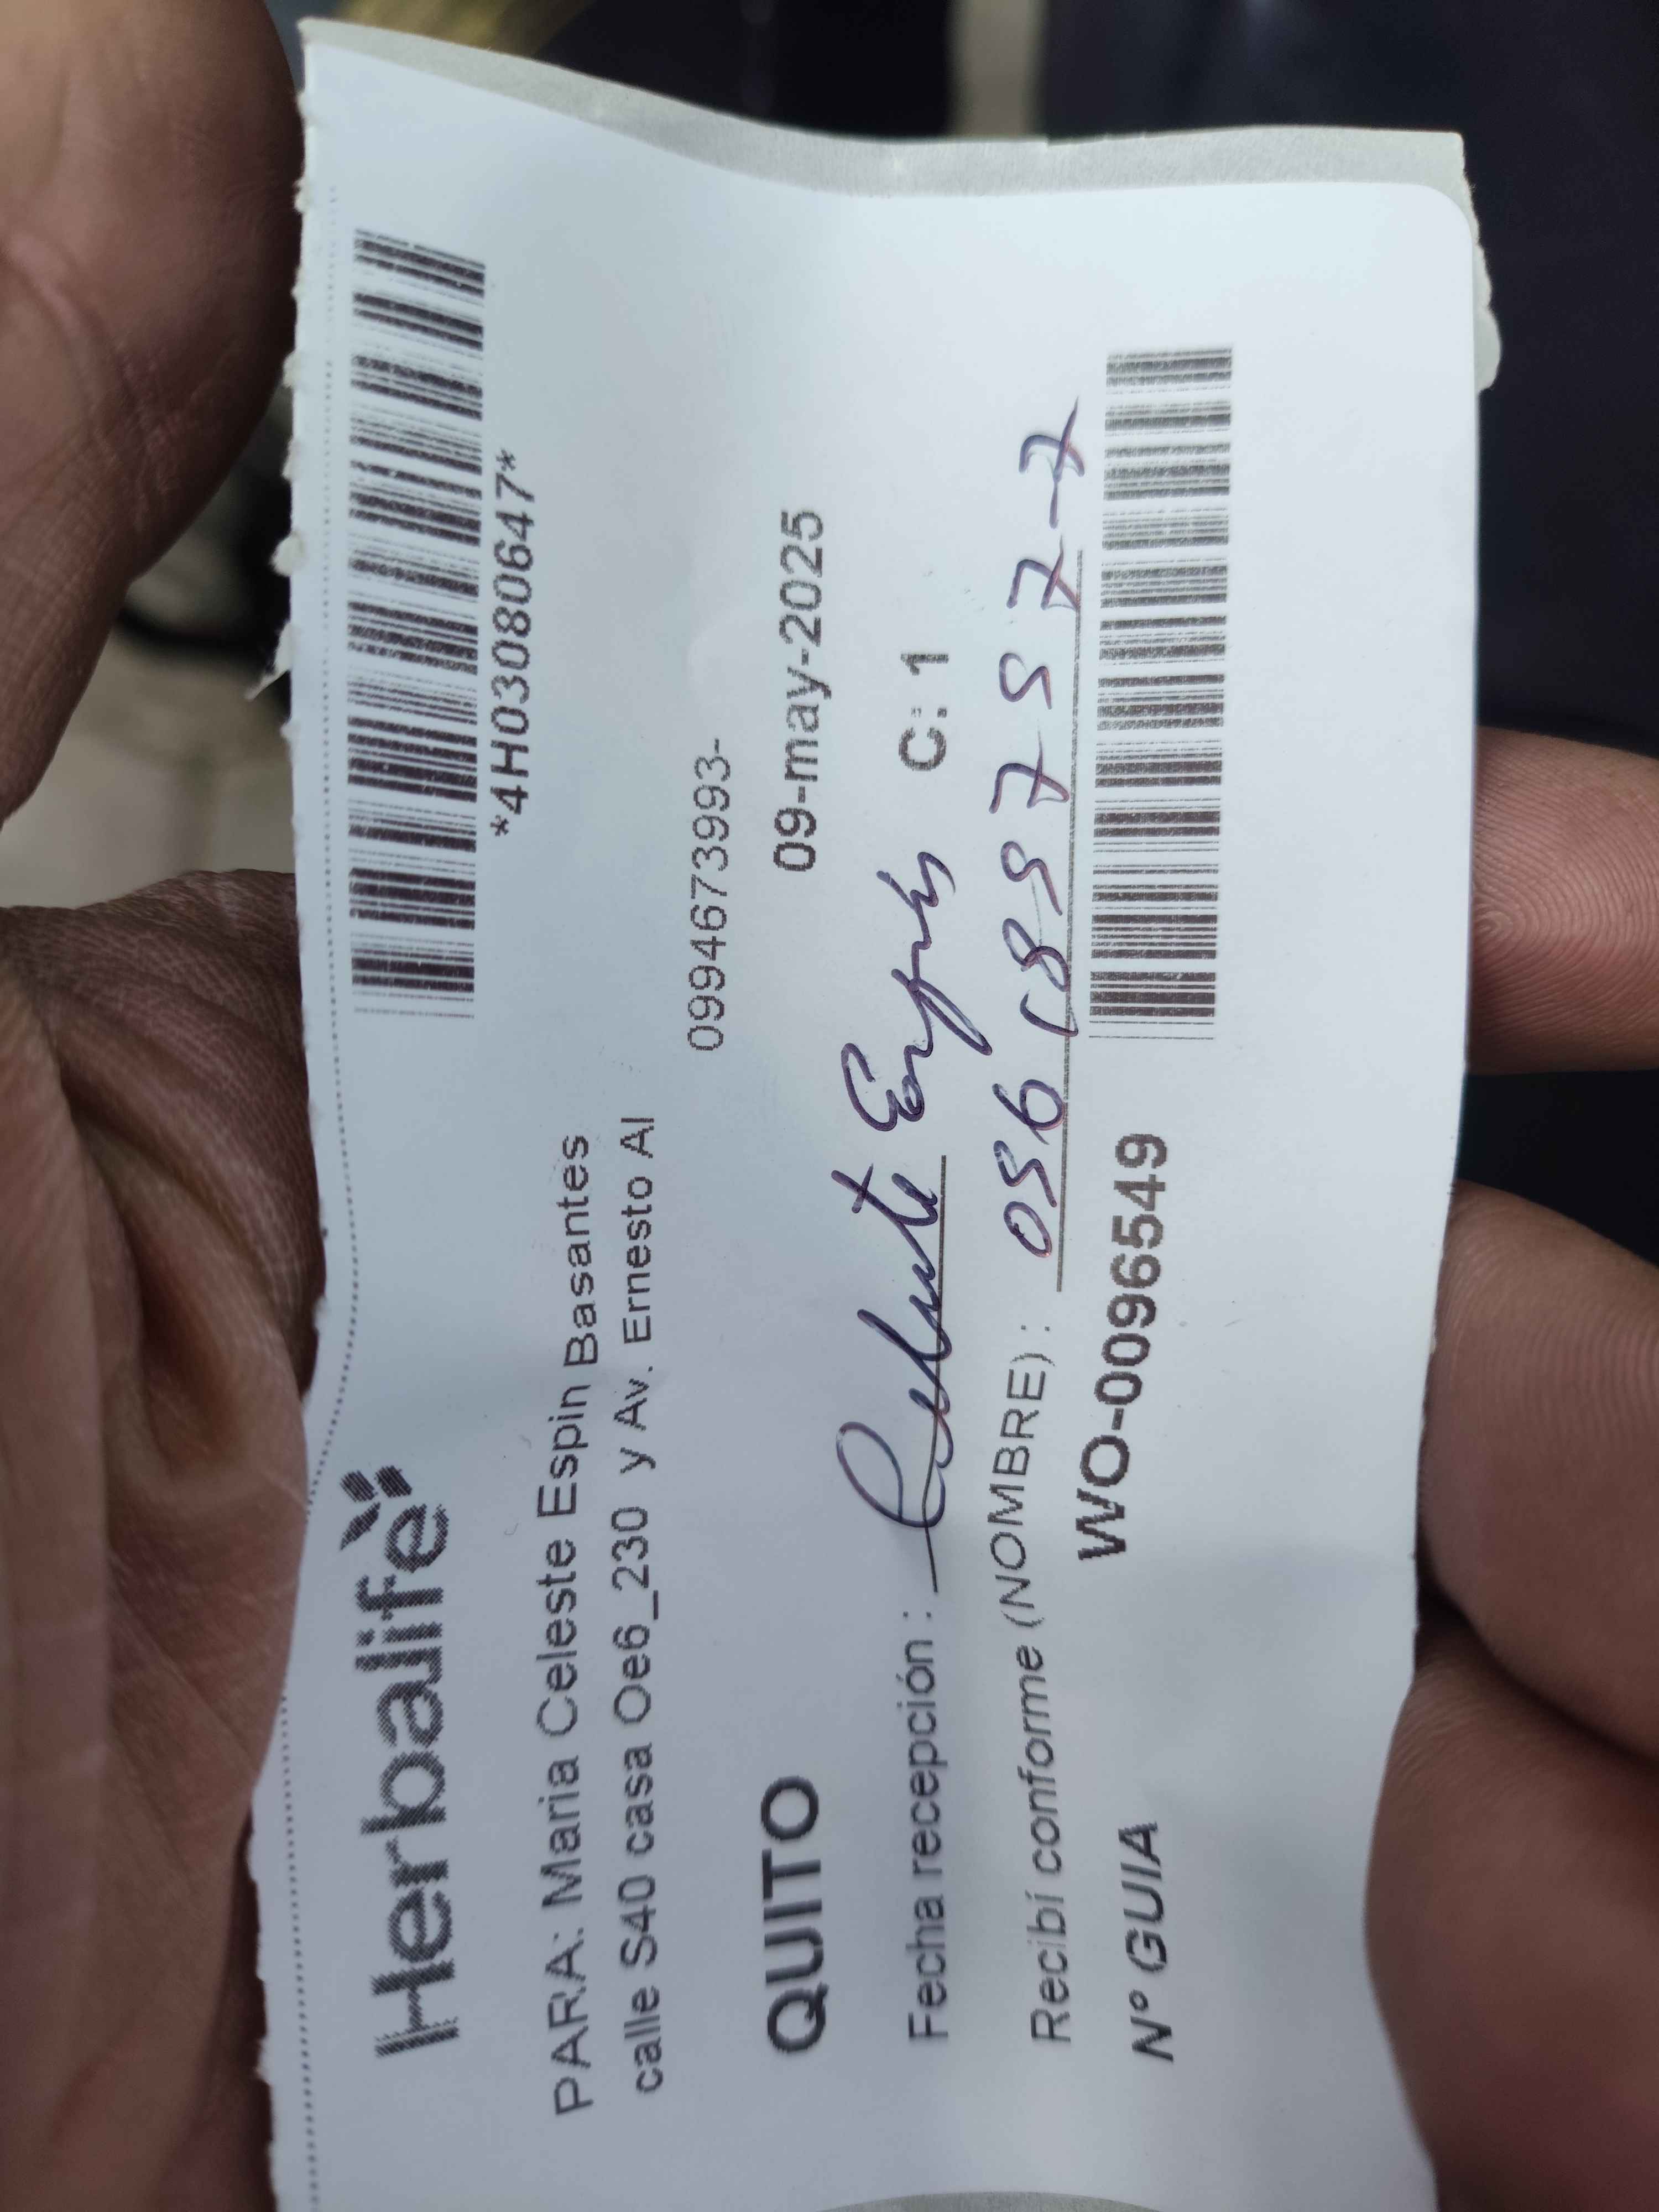 Herbalife
*4H03080647*
PARA: Maria Celeste Espin Basantes
calle S40 casa Oe6_230 y Av. Ernesto Al
0994673993-
QUITO 09-may-2025
Fecha recepción : C: 1
Recibí conforme (NOMBRE) :
Nº GUIA WO-0096549